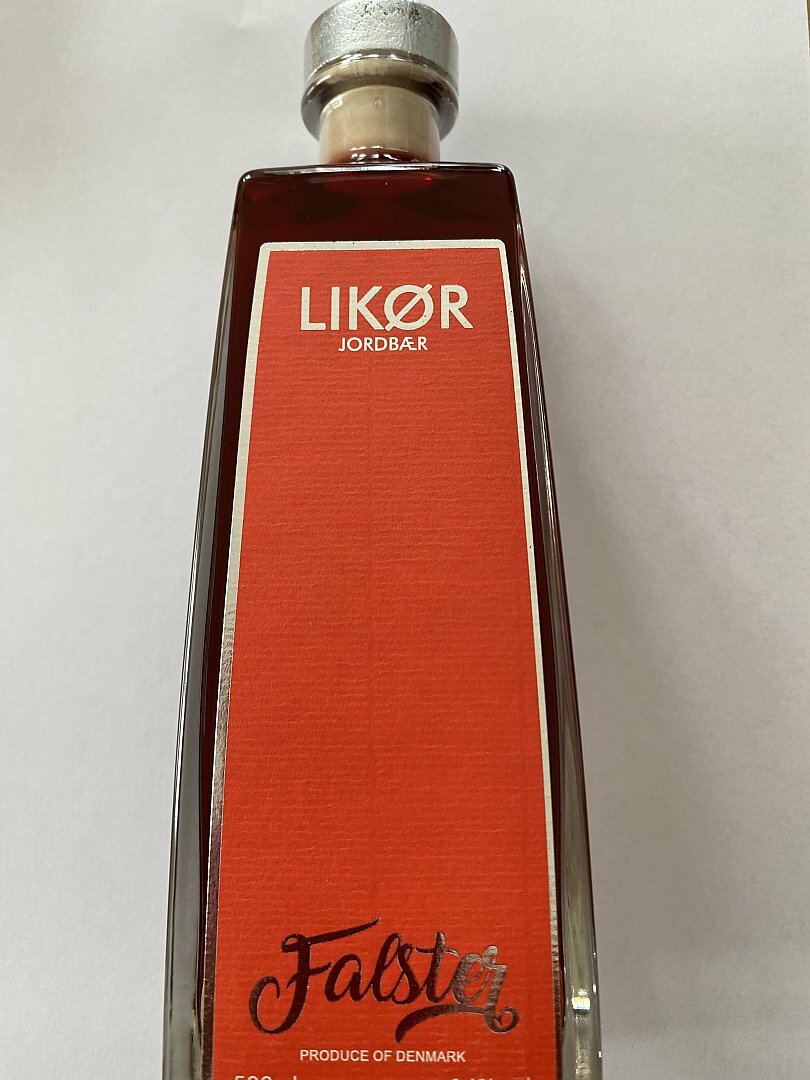 LIKØR
JORDBÆR
Falster
PRODUCE OF DENMARK